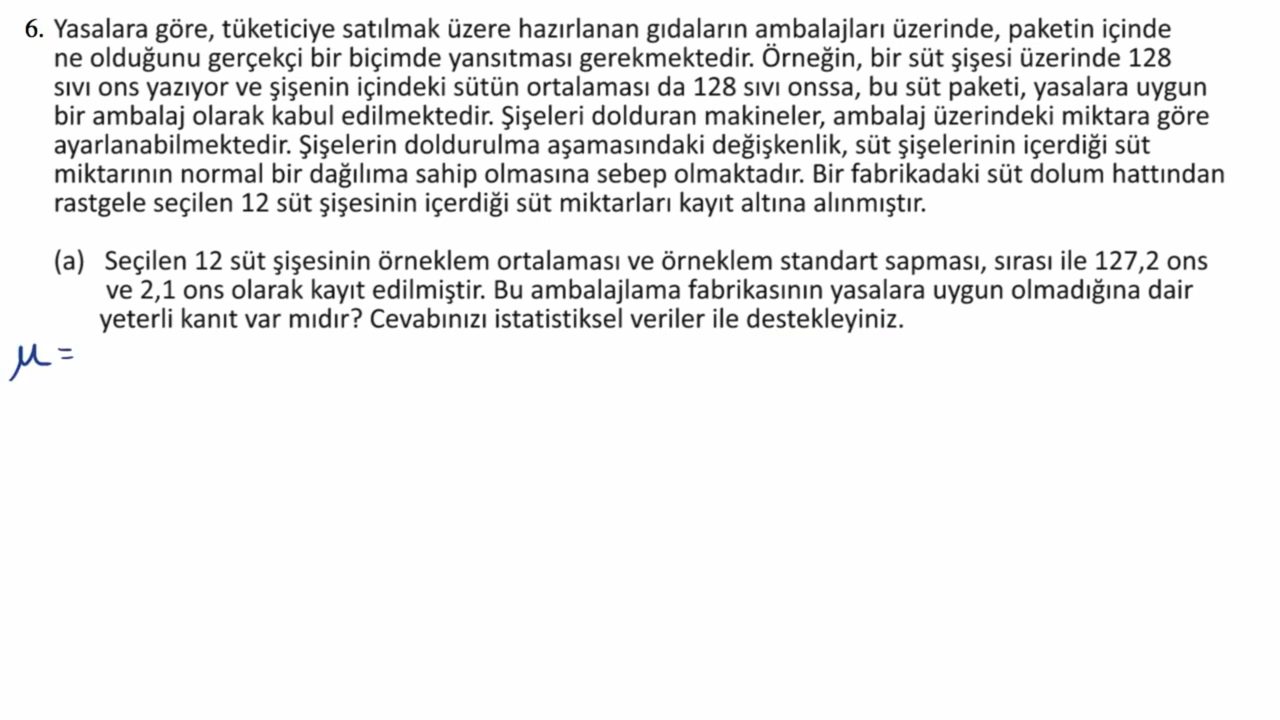 6. Yasalara göre, tüketiciye satılmak üzere hazırlanan gıdaların ambalajları üzerinde, paketin içinde
ne olduğunu gerçekçi bir biçimde yansıtması gerekmektedir. Örneğin, bir süt şişesi üzerinde 128
sıvı ons yazıyor ve şişenin içindeki sütün ortalaması da 128 sıvı onssa, bu süt paketi, yasalara uygun
bir ambalaj olarak kabul edilmektedir. Şişeleri dolduran makineler, ambalaj üzerindeki miktara göre
ayarlanabilmektedir. Şişelerin doldurulma aşamasındaki değişkenlik, süt şişelerinin içerdiği süt
miktarının normal bir dağılıma sahip olmasına sebep olmaktadır. Bir fabrikadaki süt dolum hattından
rastgele seçilen 12 süt şişesinin içerdiği süt miktarları kayıt altına alınmıştır.
(a) Seçilen 12 süt şişesinin örneklem ortalaması ve örneklem standart sapması, sırası ile 127,2 ons
ve 2,1 ons olarak kayıt edilmiştir. Bu ambalajlama fabrikasının yasalara uygun olmadığına dair
yeterli kanıt var mıdır? Cevabınızı istatistiksel veriler ile destekleyiniz.
μ =